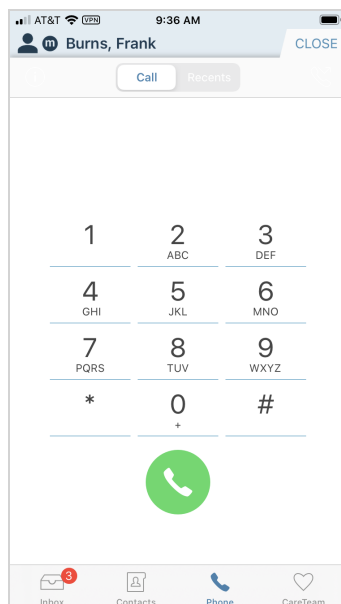 AT&T VPN 9:36 AM
m Burns, Frank CLOSE
Call Recents
1 2 3
ABC DEF
4 5 6
GHI JKL MNO
7 8 9
PQRS TUV WXYZ
* 0 #
+
3
Inbox Contacts Phone CareTeam